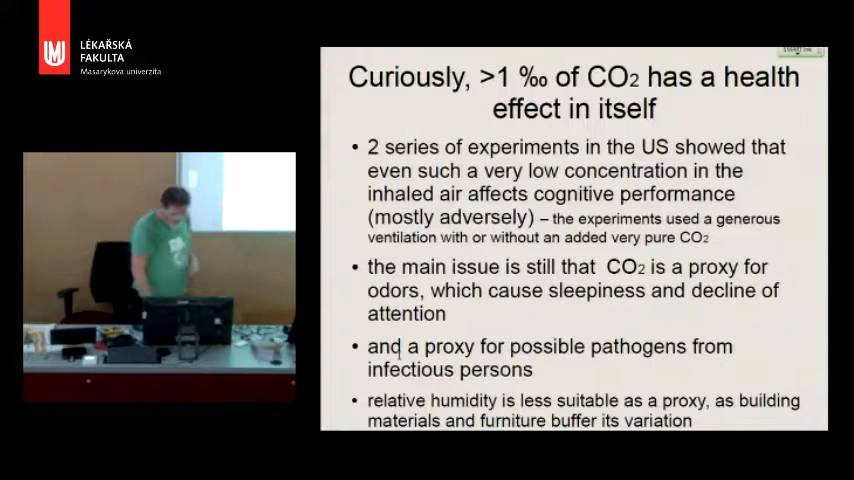 LÉKAŘSKÁ
FAKULTA
Masarykova univerzita
Curiously, >1 ‰ of CO2 has a health
effect in itself
• 2 series of experiments in the US showed that
even such a very low concentration in the
inhaled air affects cognitive performance
(mostly adversely) – the experiments used a generous
ventilation with or without an added very pure CO2
• the main issue is still that CO2 is a proxy for
odors, which cause sleepiness and decline of
attention
• and a proxy for possible pathogens from
infectious persons
• relative humidity is less suitable as a proxy, as building
materials and furniture buffer its variation